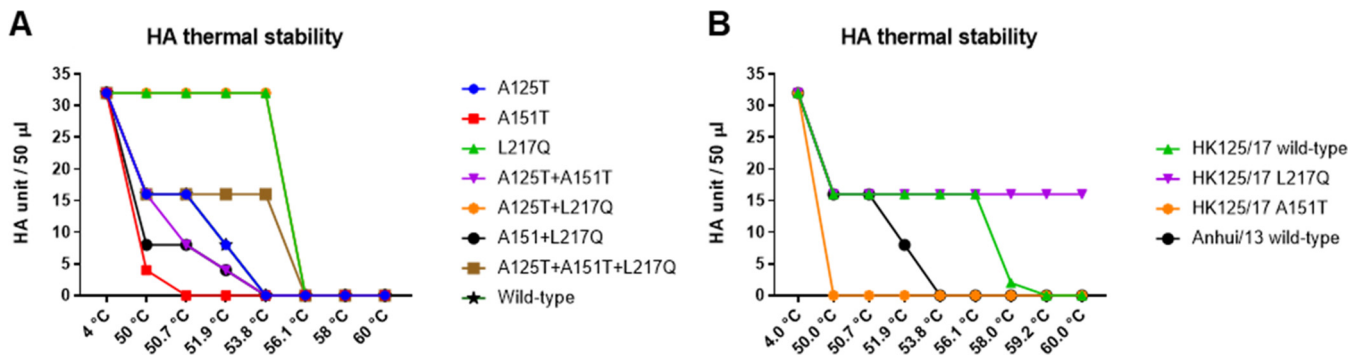 A
HA thermal stability
HA unit / 50 µl
35
30
25
20
15
10
5
0
4 °C
50 °C
50.7 °C
51.9 °C
53.8 °C
56.1 °C
58 °C
60 °C
A125T
A151T
L217Q
A125T+A151T
A125T+L217Q
A151+L217Q
A125T+A151T+L217Q
Wild-type
B
HA thermal stability
HA unit / 50 µl
35
30
25
20
15
10
5
0
4.0 °C
50.0 °C
50.7 °C
51.9 °C
53.8 °C
56.1 °C
58.0 °C
59.2 °C
60.0 °C
HK125/17 wild-type
HK125/17 L217Q
HK125/17 A151T
Anhui/13 wild-type